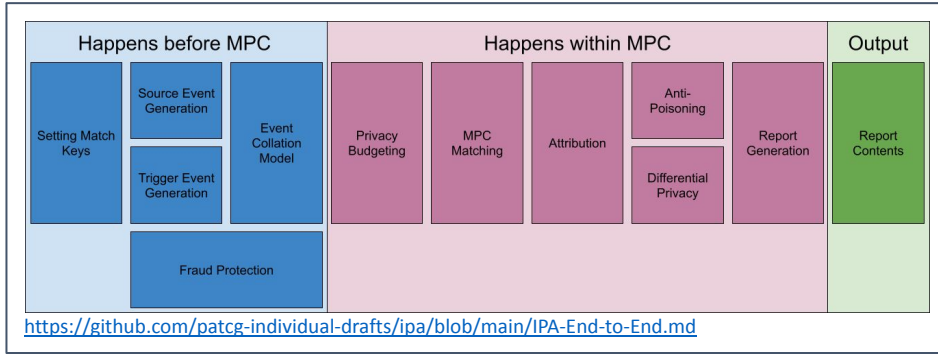 Happens before MPC
Happens within MPC
Output
Setting Match
Keys
Source Event
Generation
Trigger Event
Generation
Event
Collation
Model
Fraud Protection
Privacy
Budgeting
MPC
Matching
Attribution
Anti-
Poisoning
Differential
Privacy
Report
Generation
Report
Contents
https://github.com/patcg-individual-drafts/ipa/blob/main/IPA-End-to-End.md